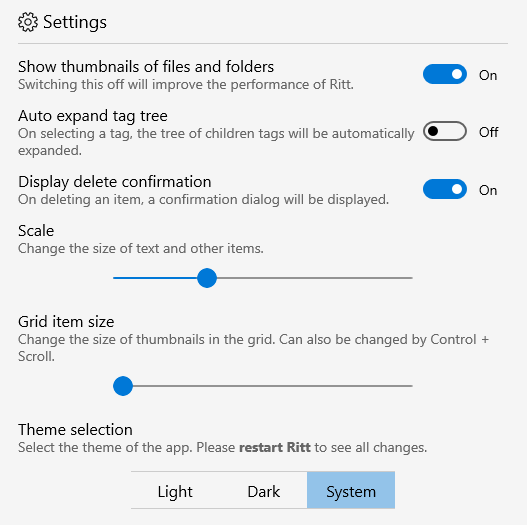 Settings
Show thumbnails of files and folders
Switching this off will improve the performance of Ritt.
On
Auto expand tag tree
On selecting a tag, the tree of children tags will be automatically
expanded.
Off
Display delete confirmation
On deleting an item, a confirmation dialog will be displayed.
On
Scale
Change the size of text and other items.
Grid item size
Change the size of thumbnails in the grid. Can also be changed by Control +
Scroll.
Theme selection
Select the theme of the app. Please restart Ritt to see all changes.
Light Dark System